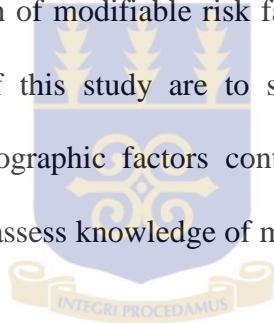 n of modifiable risk fa
f this study are to s
ographic factors cont
assess knowledge of m
INTEGRI PROCEDAMUS